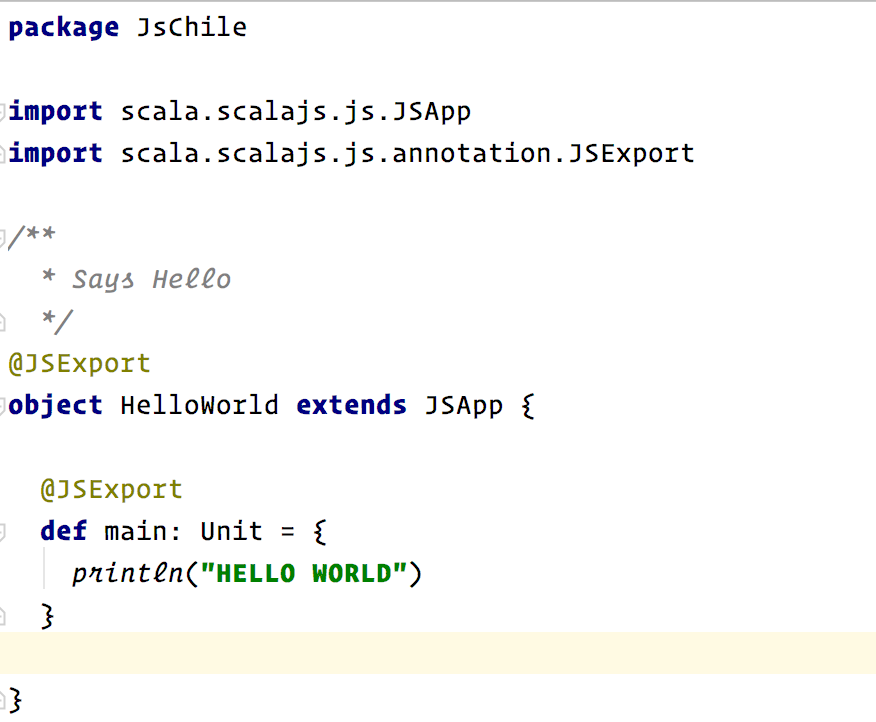 package JsChile
import scala.scalajs.js.JSApp
import scala.scalajs.js.annotation.JSExport
/**
  * Says Hello
  */
@JSExport
object HelloWorld extends JSApp {
  @JSExport
  def main: Unit = {
    println("HELLO WORLD")
  }
}